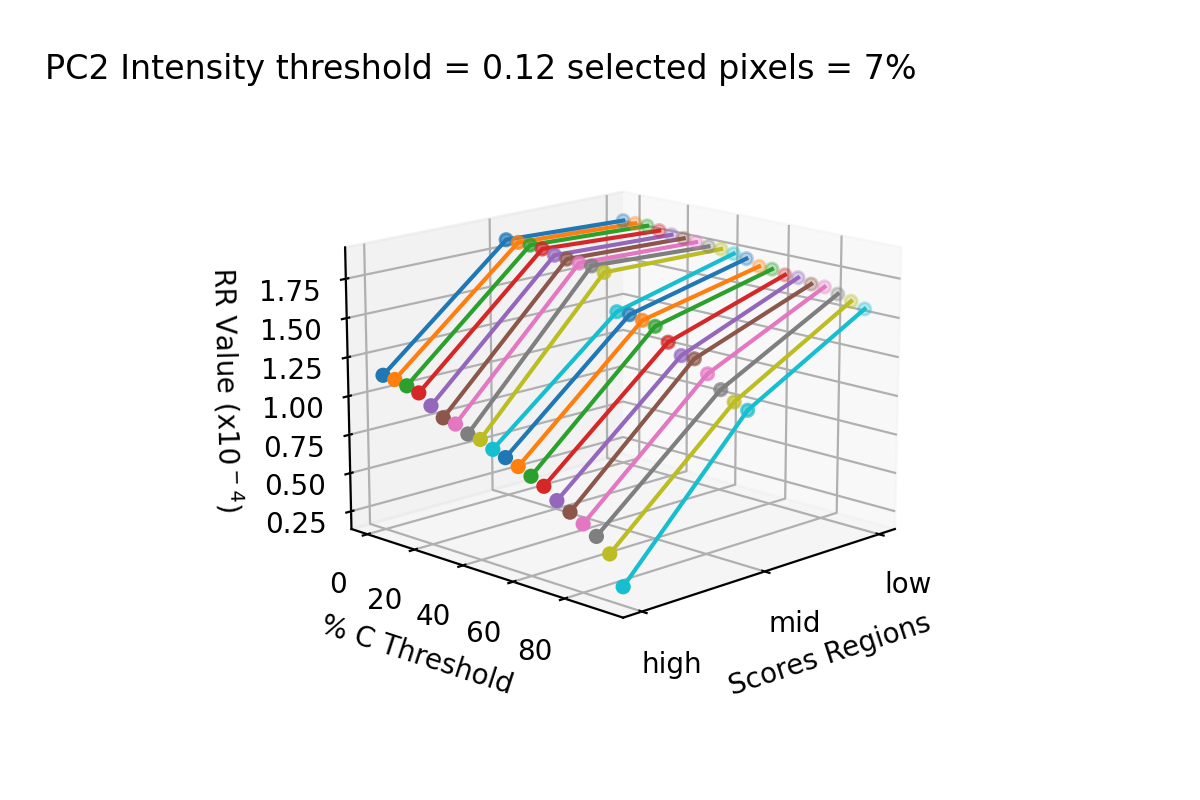 PC2 Intensity threshold = 0.12 selected pixels = 7%
RR Value (x10⁻⁴)
1.75
1.50
1.25
1.00
0.75
0.50
0.25
0
20
40
60
80
% C Threshold
high
mid
low
Scores Regions